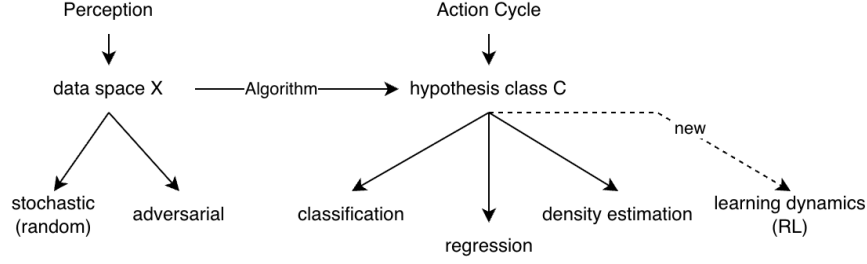 Perception
Action Cycle
data space X
Algorithm
hypothesis class C
new
stochastic
(random)
adversarial
classification
regression
density estimation
learning dynamics
(RL)